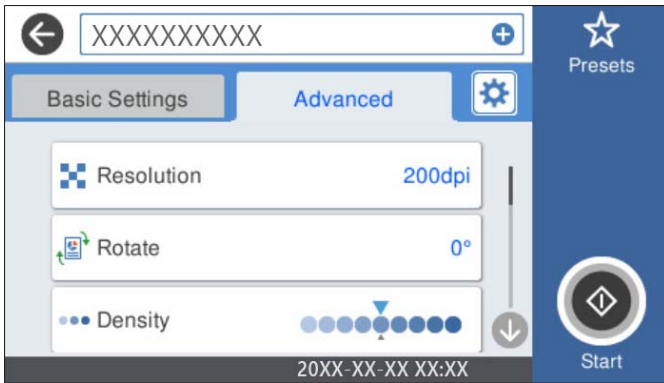 XXXXXXXXXX
Presets
Basic Settings
Advanced
Resolution
200dpi
Rotate
0°
Density
Start
20XX-XX-XX XX:XX